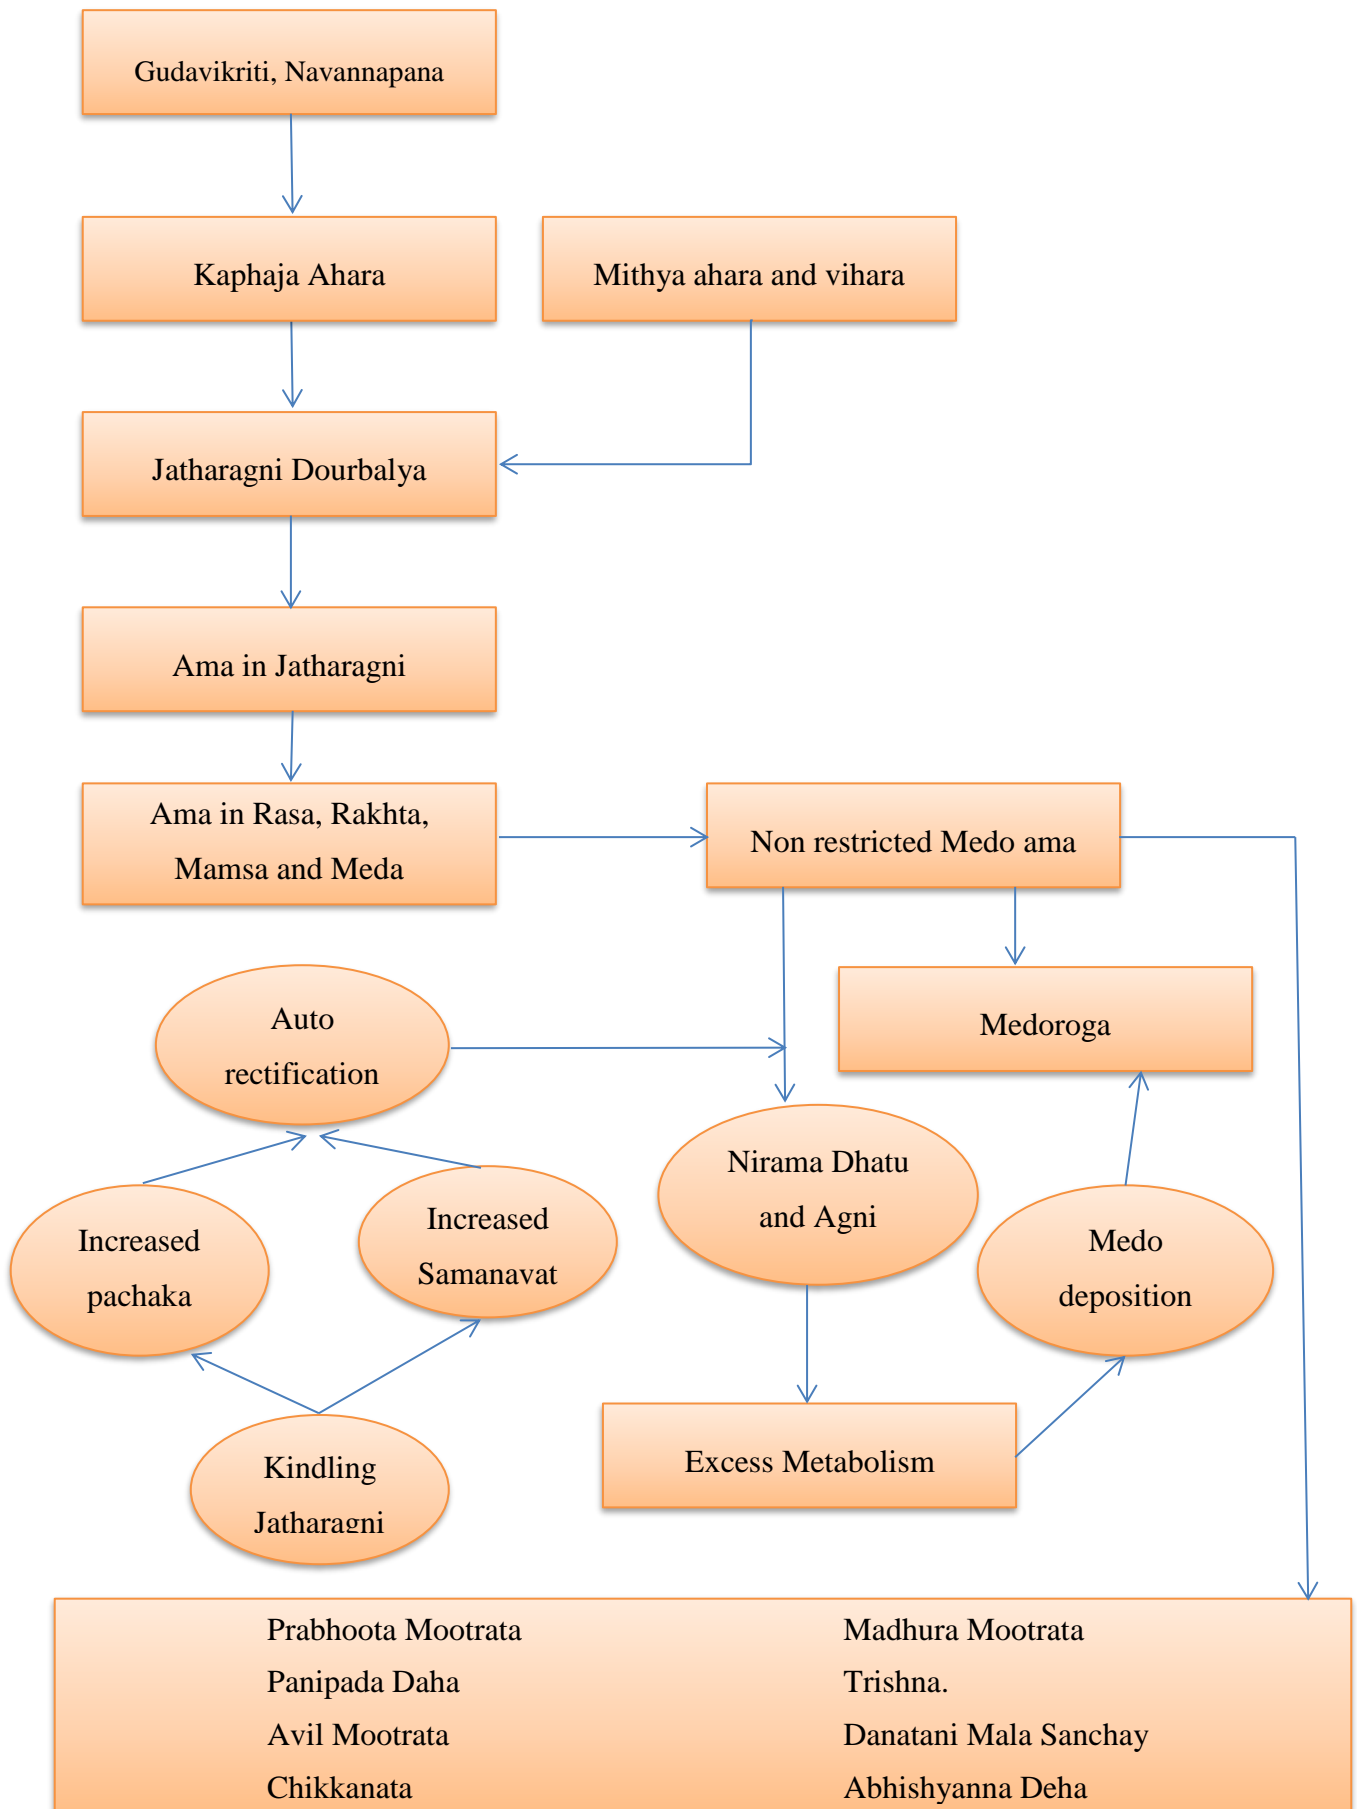 Gudavikriti, Navannapana
Kaphaja Ahara
Mithya ahara and vihara
Jatharagni Dourbalya
Ama in Jatharagni
Ama in Rasa, Rakhta,
Mamsa and Meda
Non restricted Medo ama
Auto
rectification
Medoroga
Nirama Dhatu
and Agni
Increased
Samanavat
Increased
pachaka
Medo
deposition
Excess Metabolism
Kindling
Jatharagni
Prabhoota Mootrata
Madhura Mootrata
Panipada Daha
Trishna.
Avil Mootrata
Danatani Mala Sanchay
Chikkanata
Abhishyanna Deha